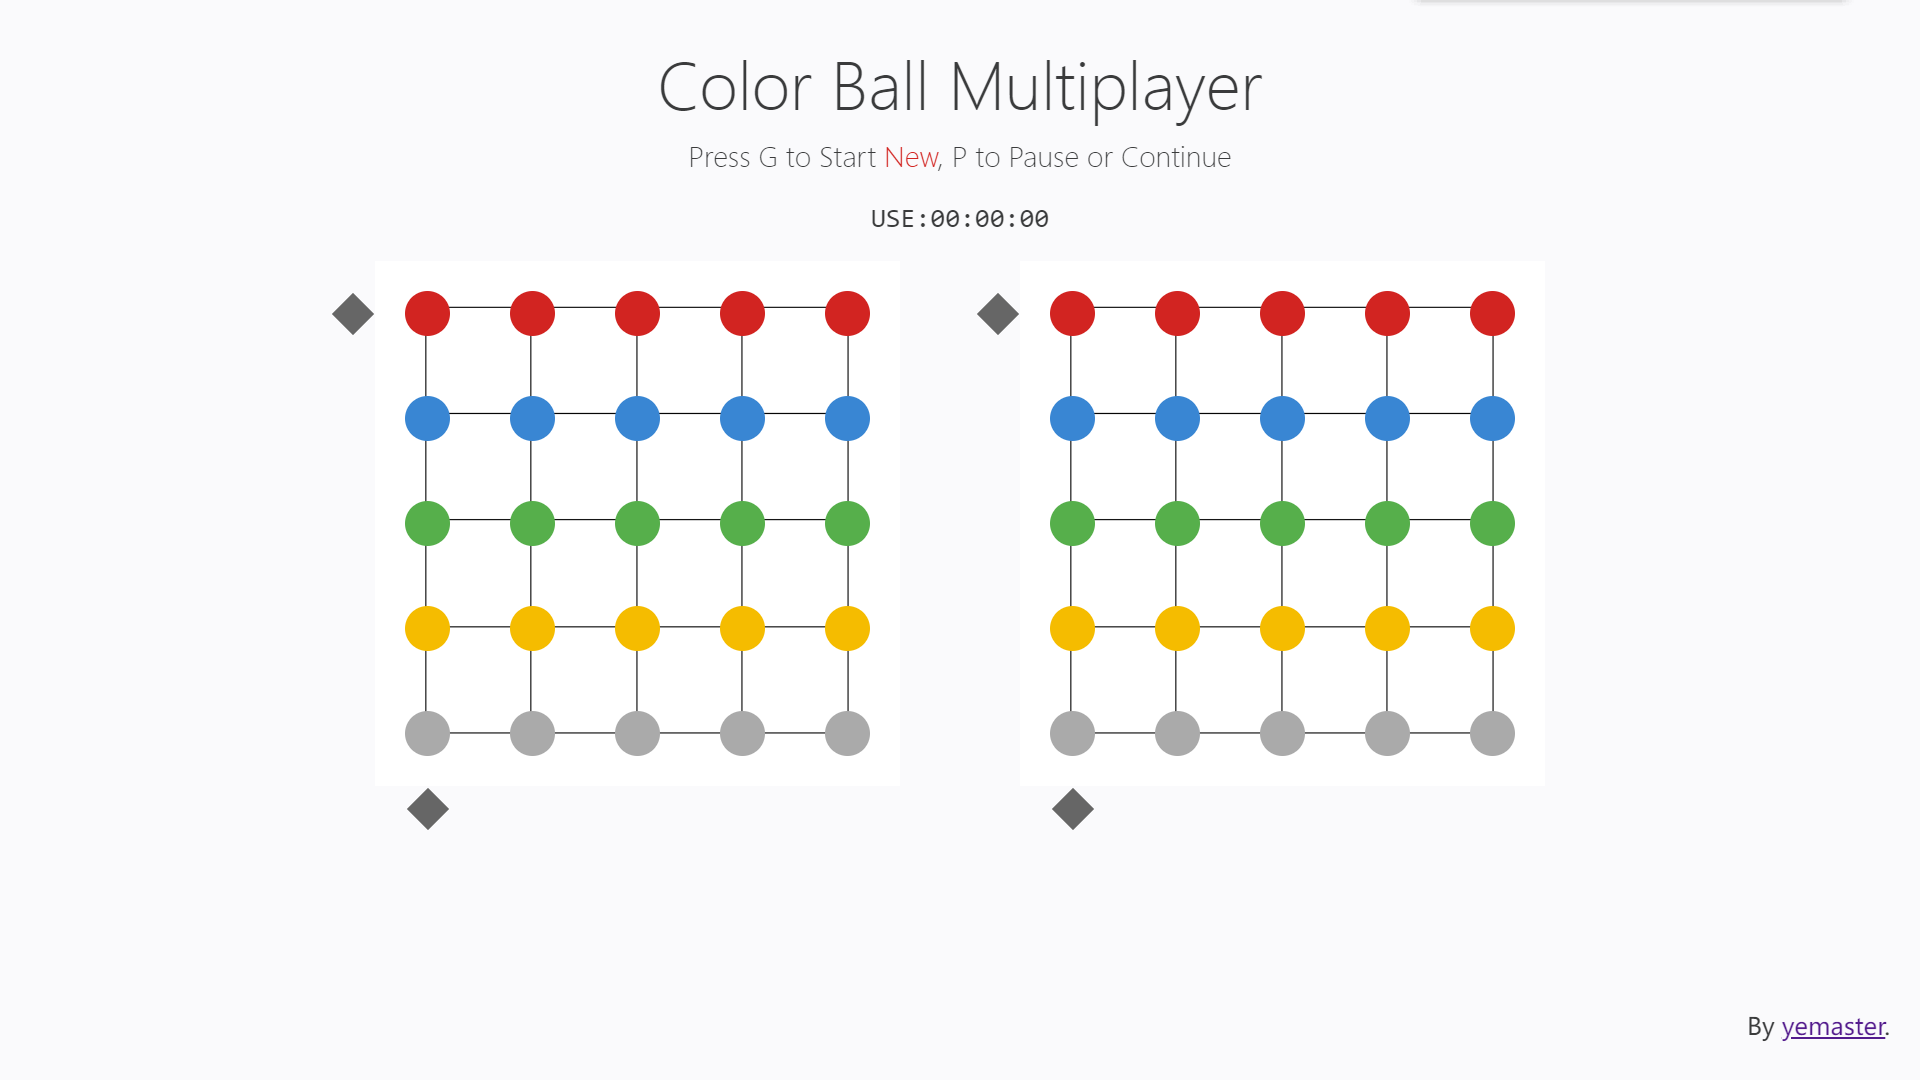 Color Ball Multiplayer
Press G to Start New, P to Pause or Continue
USE:00:00:00
By yemaster.